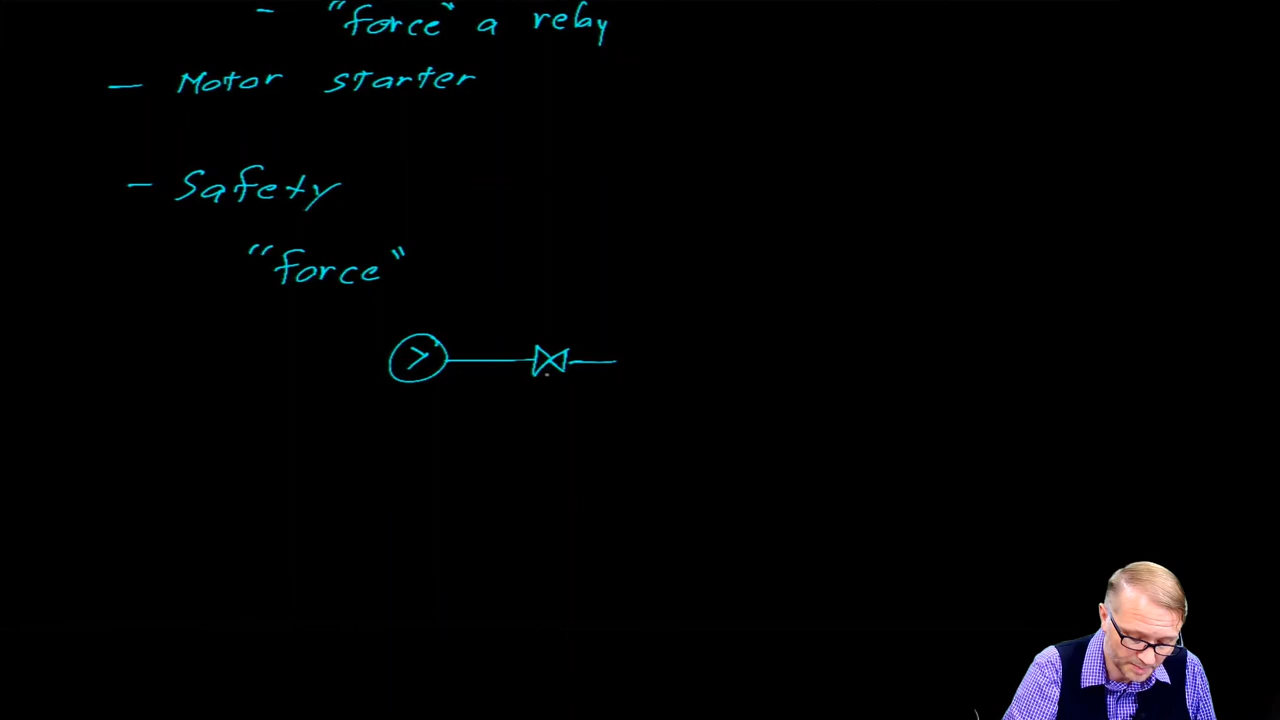 - "force" a relay
- Motor starter
- Safety
"force"